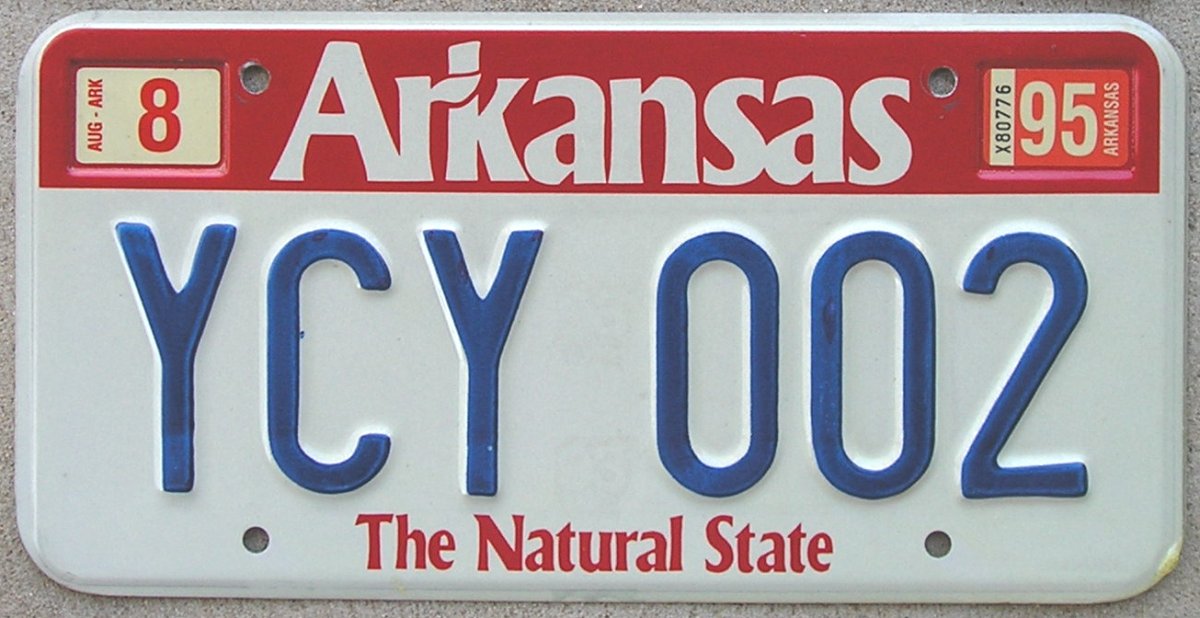 AUG - ARK
8
Arkansas
X80776
95
ARKANSAS
YCY 002
The Natural State